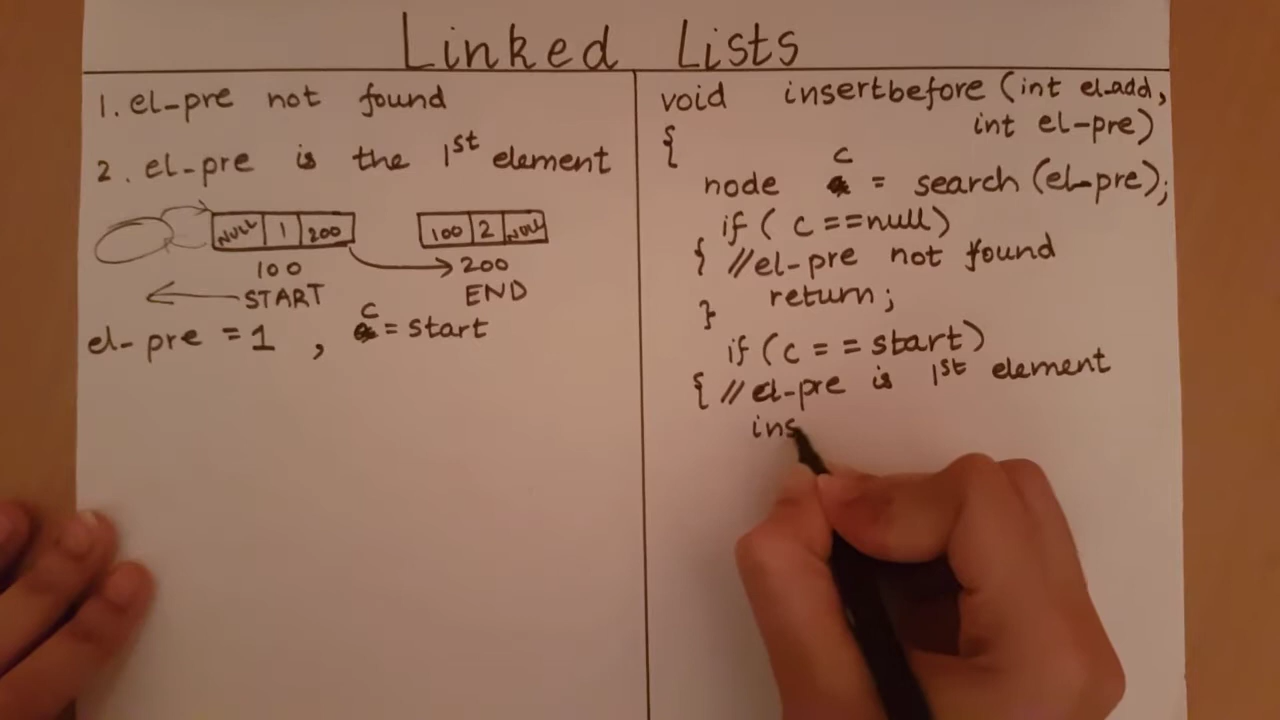 Linked Lists
1. el-pre not found
2. el-pre is the 1st element
NULL 1 200
100 2 NULL
100
200
START
END
el-pre = 1 , c = start
void insertbefore (int el-add,
int el-pre)
{
node c = search (el-pre);
if ( c ==null)
{ //el-pre not found
return ;
}
if (c == start)
{ // el-pre is 1st element
ins